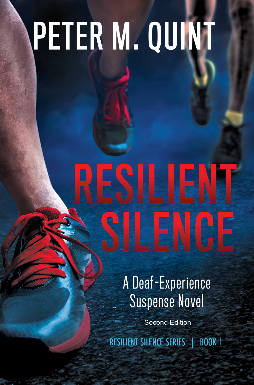 PETER M. QUINT
RESILIENT
SILENCE
A Deaf-Experience
Suspense Novel
Second Edition
RESILIENT SILENCE SERIES | BOOK 1